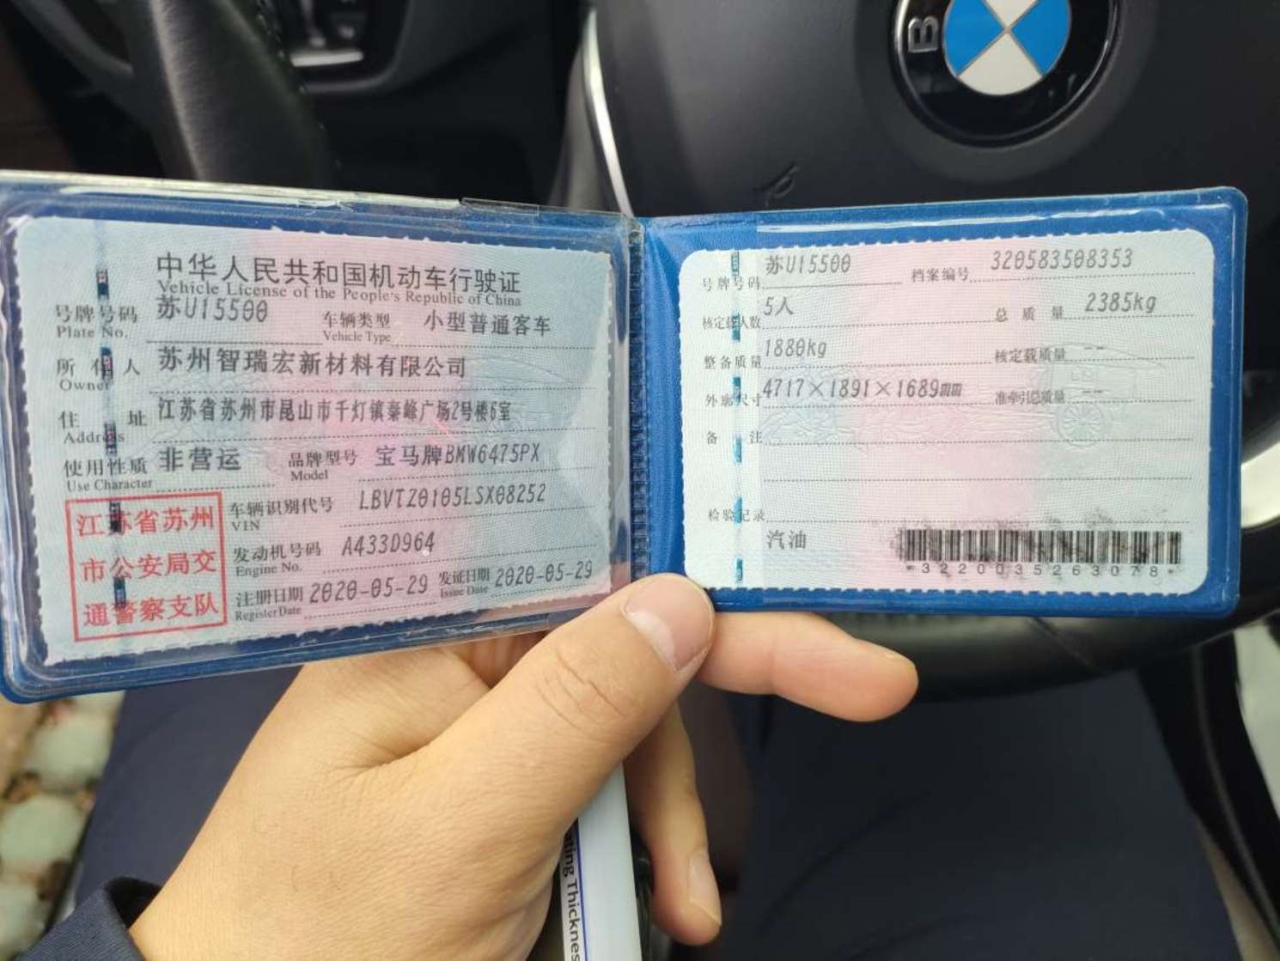 B
中华人民共和国机动车行驶证
Vehicle License of the People's Republic of China
号牌号码 苏U15500 车辆类型 小型普通客车
Plate No. Vehicle Type
所有人 苏州智瑞宏新材料有限公司
Owner
住址 江苏省苏州市昆山市千灯镇秦峰广场2号楼6室
Address
使用性质 非营运 品牌型号 宝马牌BMW6475PX
Use Character Model
江苏省苏州
市公安局交
通警察支队
车辆识别代号 LBVTZ0105LSX08252
VIN
发动机号码 A433D964
Engine No.
注册日期 2020-05-29 发证日期 2020-05-29
Register Date Issue Date
号牌号码 苏U15500 档案编号 320583508353
核定载人数 5人 总质量 2385kg
整备质量 1880kg 核定载质量 --
外廓尺寸 4717×1891×1689mm 准牵引总质量 --
备注
检验记录
汽油
*3220035263078*
ating Thickness